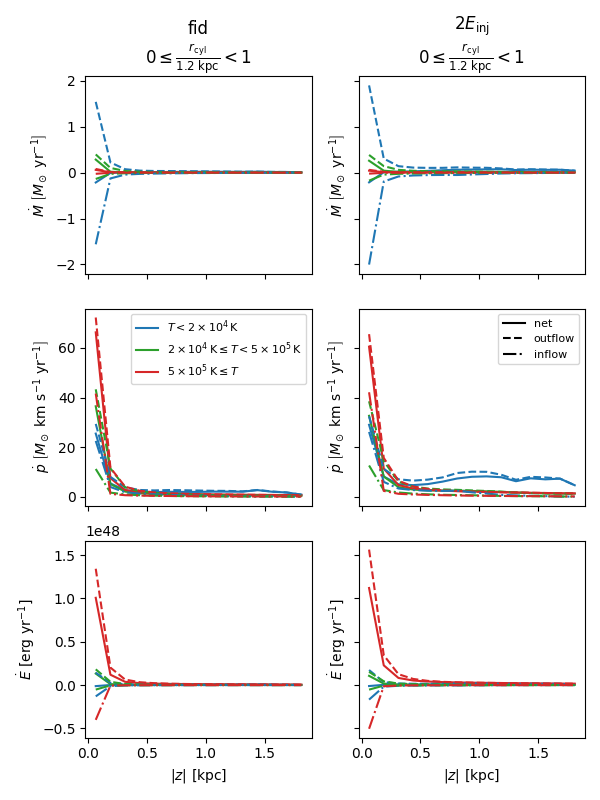 fid
0 ≤ r_cyl / 1.2 kpc < 1
2E_inj
0 ≤ r_cyl / 1.2 kpc < 1
2
1
0
−1
−2
Ṁ [M_⊙ yr⁻¹]
Ṁ [M_⊙ yr⁻¹]
60
40
20
0
ṗ [M_⊙ km s⁻¹ yr⁻¹]
T < 2 × 10⁴ K
2 × 10⁴ K ≤ T < 5 × 10⁵ K
5 × 10⁵ K ≤ T
ṗ [M_⊙ km s⁻¹ yr⁻¹]
net
outflow
inflow
1e48
1.5
1.0
0.5
0.0
−0.5
Ė [erg yr⁻¹]
Ė [erg yr⁻¹]
0.0 0.5 1.0 1.5
|z| [kpc]
0.0 0.5 1.0 1.5
|z| [kpc]